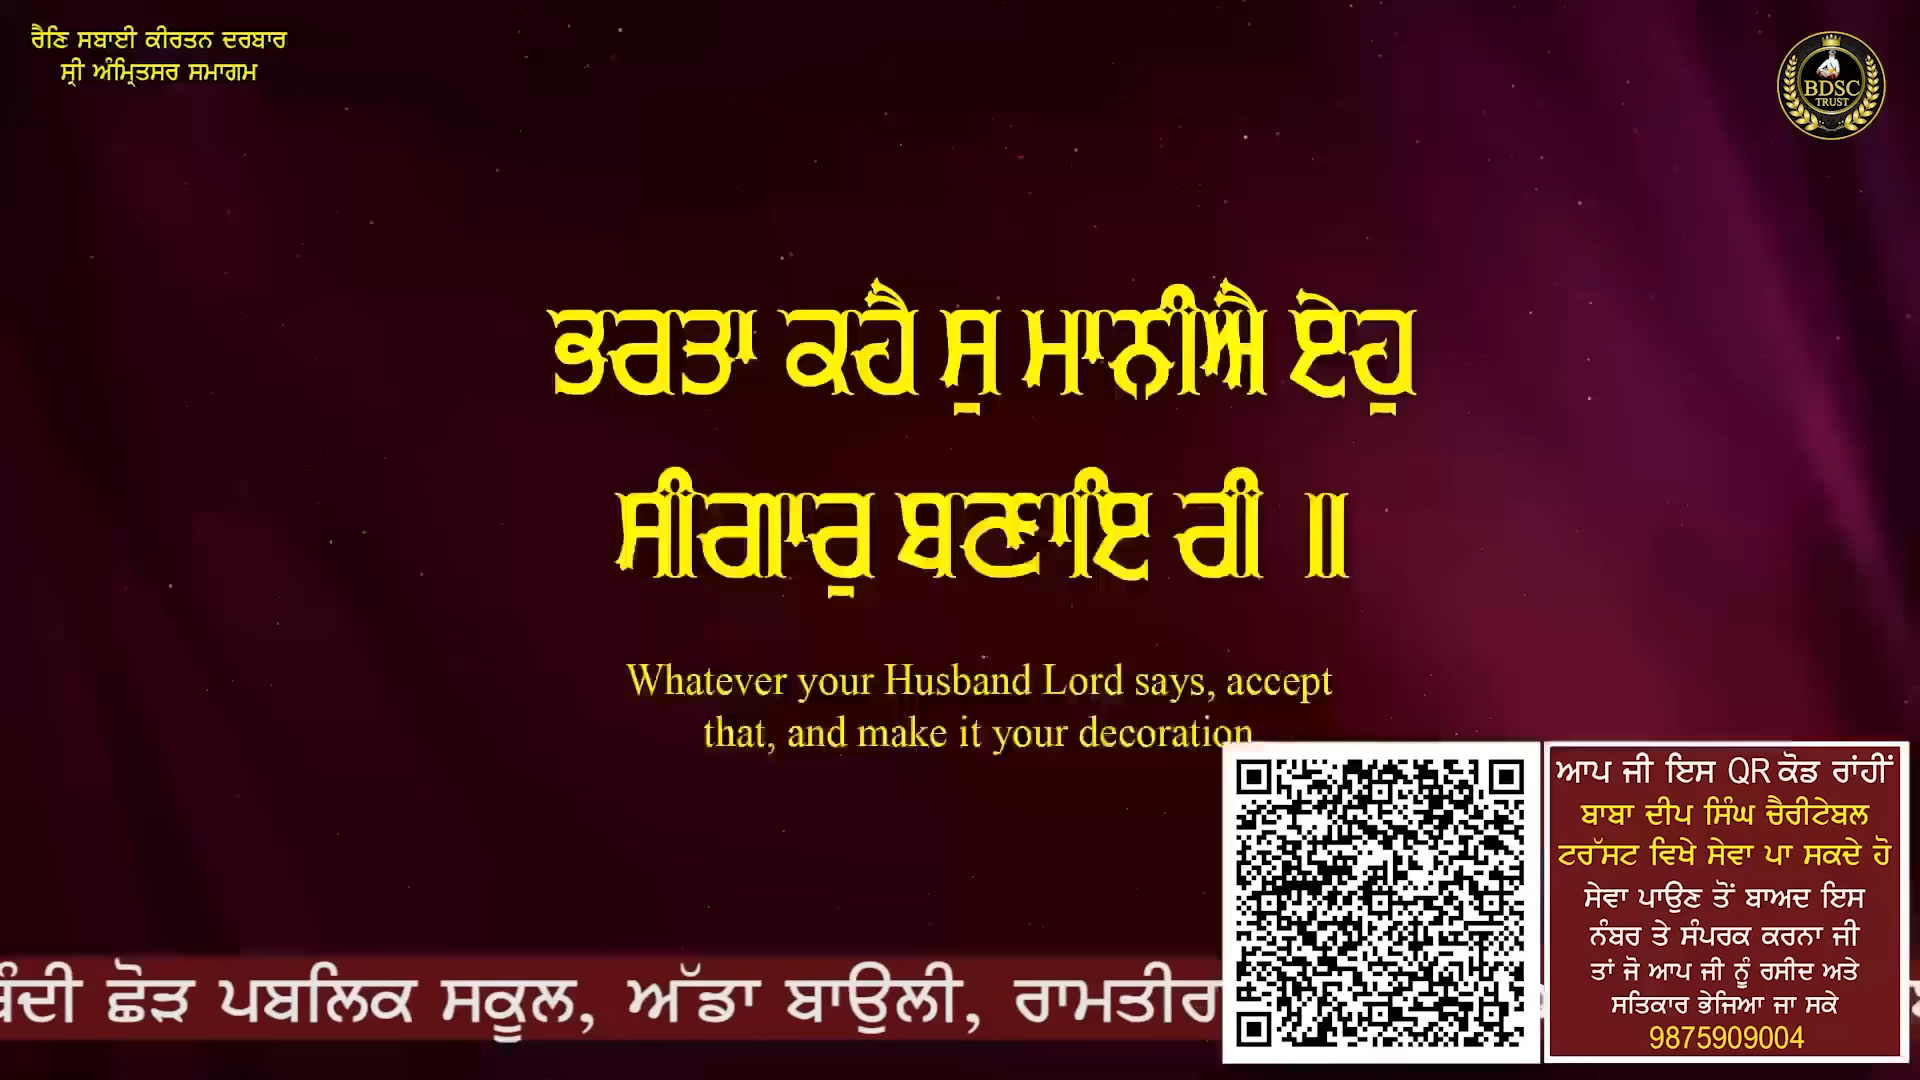 ਰੈਣਿ ਸਬਾਈ ਕੀਰਤਨ ਦਰਬਾਰ
ਸ੍ਰੀ ਅੰਮ੍ਰਿਤਸਰ ਸਮਾਗਮ
BDSC
TRUST
ਭਰਤਾ ਕਹੈ ਸੁ ਮਾਨੀਐ ਏਹੁ
ਸੀਗਾਰੁ ਬਣਾਇ ਰੀ ॥
Whatever your Husband Lord says, accept
that, and make it your decoration
ਆਪ ਜੀ ਇਸ QR ਕੋਡ ਰਾਂਹੀਂ
ਬਾਬਾ ਦੀਪ ਸਿੰਘ ਚੈਰੀਟੇਬਲ
ਟਰੱਸਟ ਵਿਖੇ ਸੇਵਾ ਪਾ ਸਕਦੇ ਹੋ
ਸੇਵਾ ਪਾਉਣ ਤੋਂ ਬਾਅਦ ਇਸ
ਨੰਬਰ ਤੇ ਸੰਪਰਕ ਕਰਨਾ ਜੀ
ਤਾਂ ਜੋ ਆਪ ਜੀ ਨੂੰ ਰਸੀਦ ਅਤੇ
ਸਤਿਕਾਰ ਭੇਜਿਆ ਜਾ ਸਕੇ
9875909004
ਬੰਦੀ ਛੋੜ ਪਬਲਿਕ ਸਕੂਲ, ਅੱਡਾ ਬਾਉਲੀ, ਰਾਮਤੀਰ